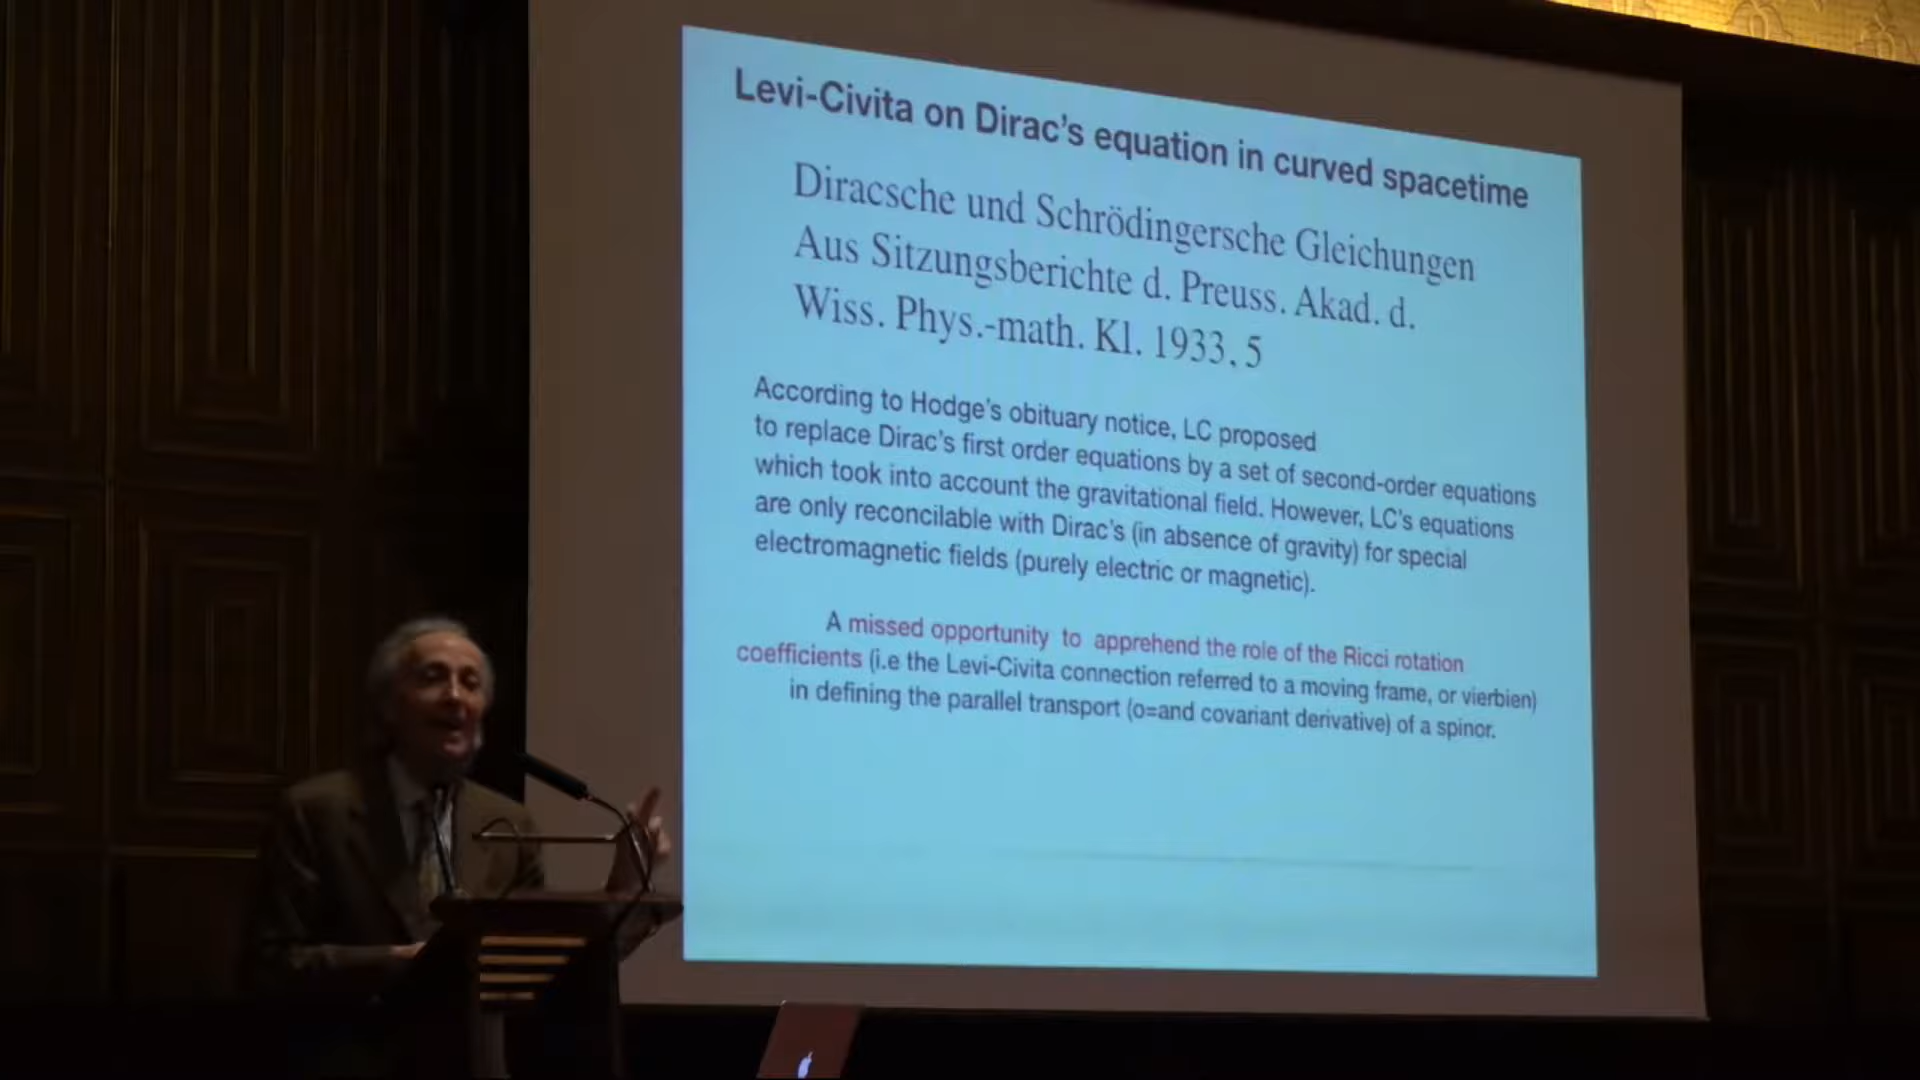 Levi-Civita on Dirac's equation in curved spacetime
Diracsche und Schrödingersche Gleichungen
Aus Sitzungsberichte d. Preuss. Akad. d.
Wiss. Phys.-math. Kl. 1933, 5
According to Hodge's obituary notice, LC proposed
to replace Dirac's first order equations by a set of second-order equations
which took into account the gravitational field. However, LC's equations
are only reconcilable with Dirac's (in absence of gravity) for special
electromagnetic fields (purely electric or magnetic).
A missed opportunity to apprehend the role of the Ricci rotation
coefficients (i.e the Levi-Civita connection referred to a moving frame, or vierbien)
in defining the parallel transport (o=and covariant derivative) of a spinor.